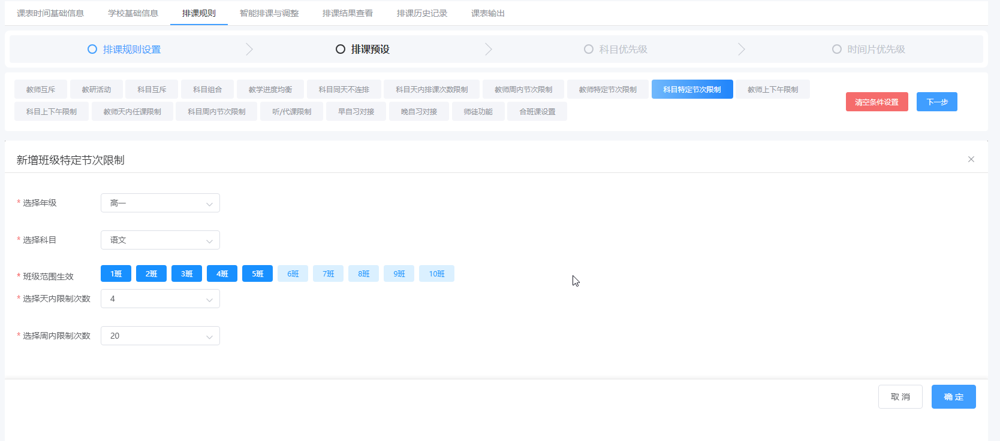 课表时间基础信息 学校基础信息 排课规则 智能排课与调整 排课结果查看 排课历史记录 课表输出
排课规则设置 排课预设 科目优先级 时间片优先级
教师互斥 教研活动 科目互斥 科目组合 教学进度均衡 科目同天不连排 科目天内排课次数限制 教师周内节次限制 教师特定节次限制 科目特定节次限制 教师上下午限制
科目上下午限制 教师天内任课限制 科目周内节次限制 听/代课限制 早自习对接 晚自习对接 师徒功能 合班课设置
清空条件设置 下一步
新增班级特定节次限制
* 选择年级 高一
* 选择科目 语文
* 班级范围生效 1班 2班 3班 4班 5班 6班 7班 8班 9班 10班
* 选择天内限制次数 4
* 选择周内限制次数 20
取 消 确 定